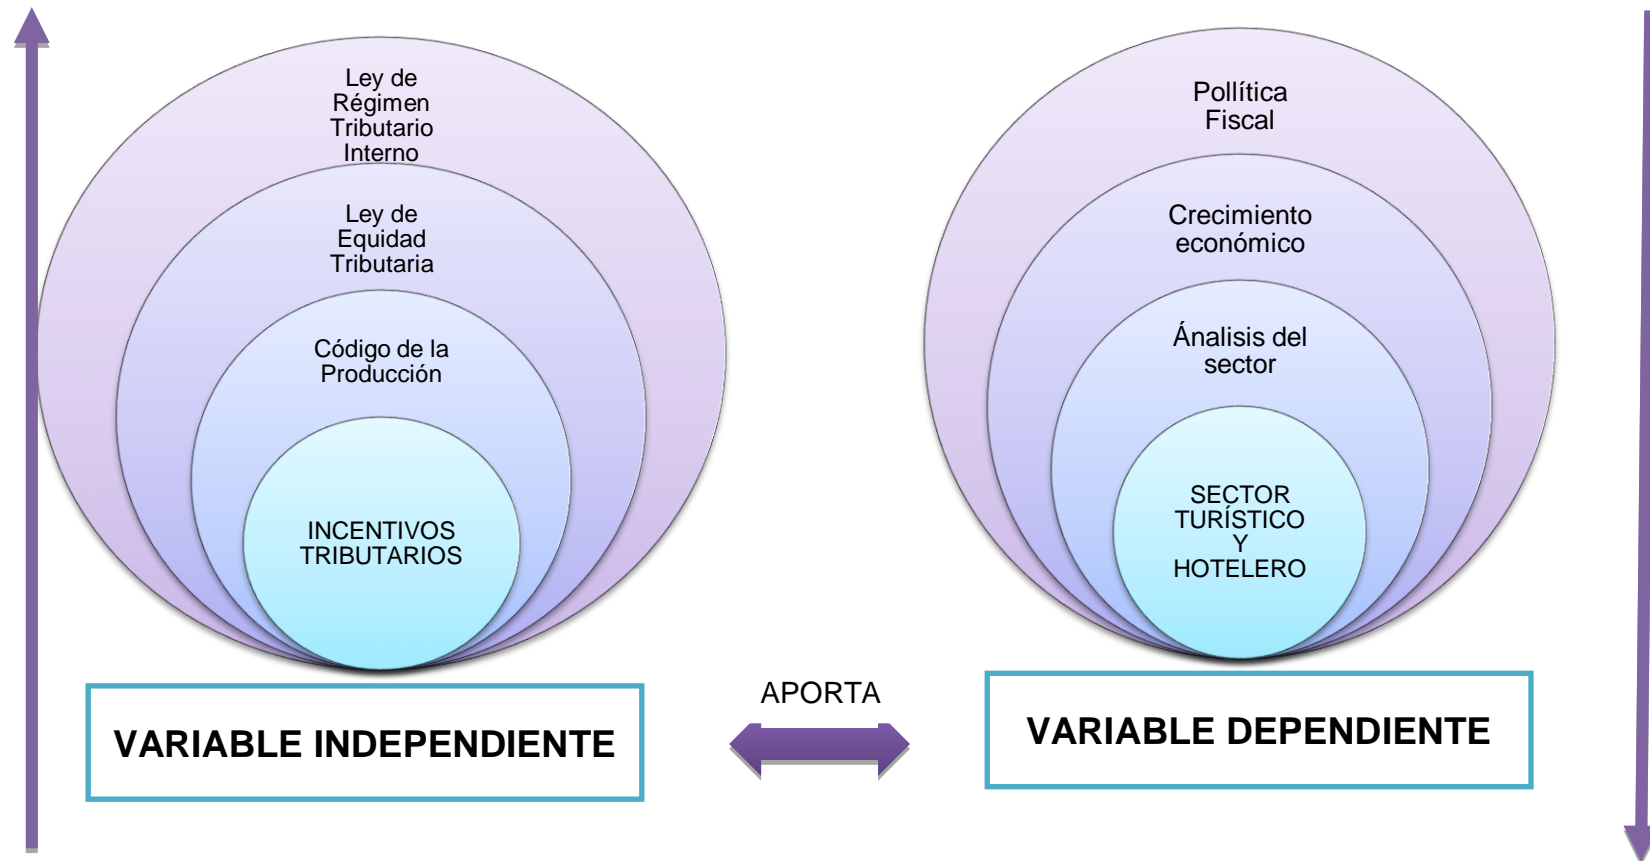 Ley de
Régimen
Tributario
Interno
Ley de
Equidad
Tributaria
Código de la
Producción
INCENTIVOS
TRIBUTARIOS
VARIABLE INDEPENDIENTE
APORTA
Pollítica
Fiscal
Crecimiento
económico
Ánalisis del
sector
SECTOR
TURÍSTICO
Y
HOTELERO
VARIABLE DEPENDIENTE